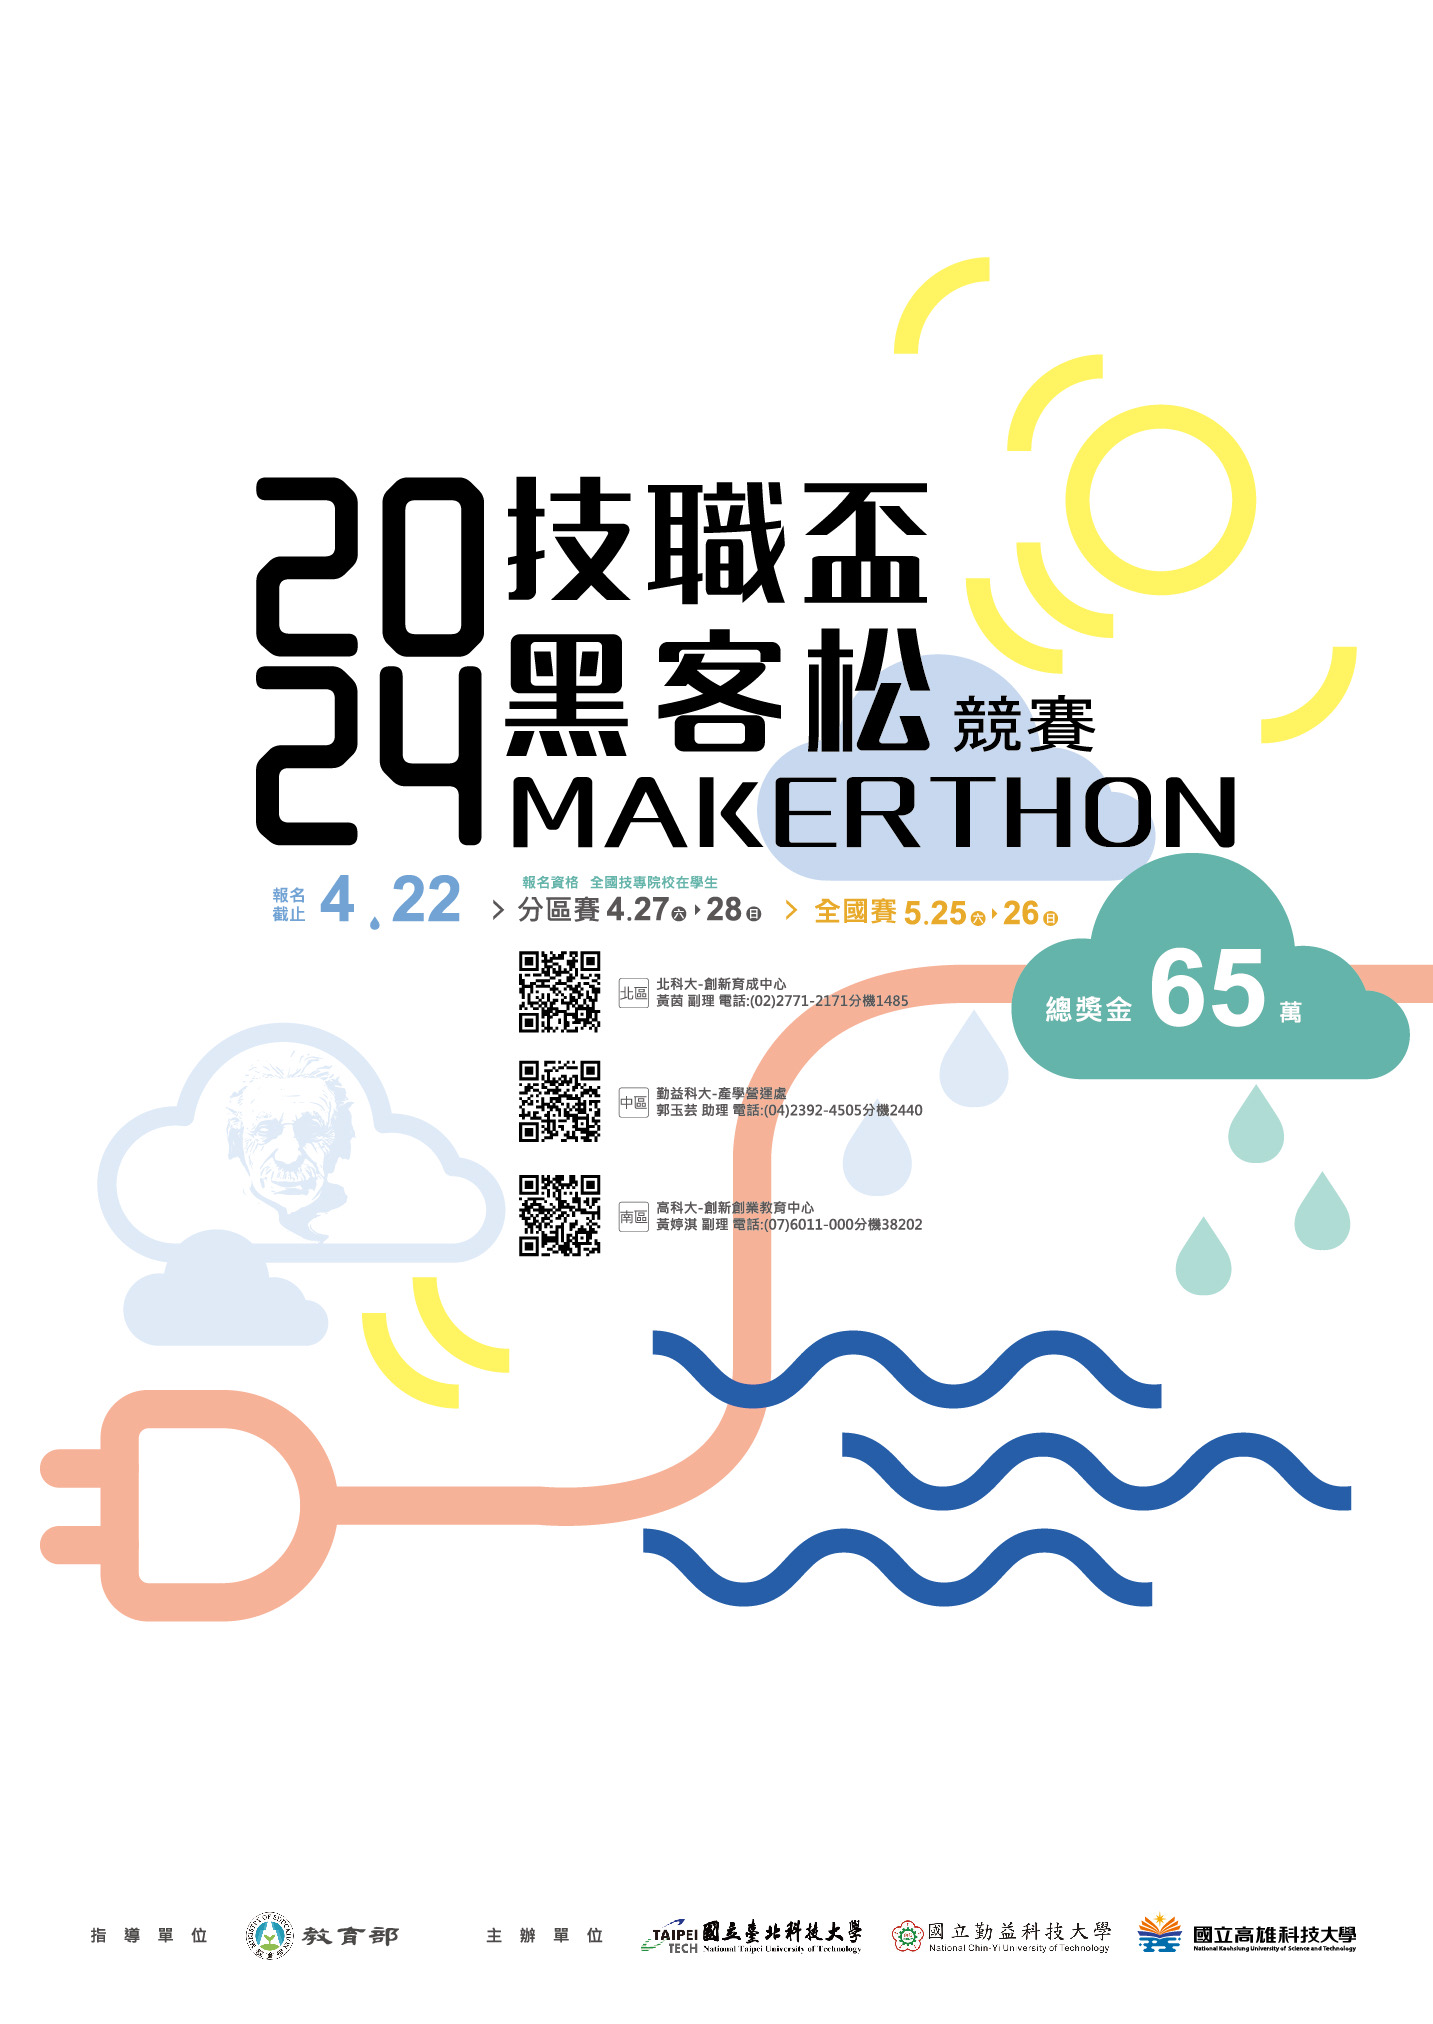 2024
技職盃
黑客松 競賽
MAKERTHON
報名截止 4.22
報名資格 全國技專院校在學生
分區賽 4.27六 28日
全國賽 5.25六 26日
總獎金 65 萬
北區
北科大-創新育成中心
黃茵 副理 電話:(02)2771-2171分機1485
中區
勤益科大-產學營運處
郭玉芸 助理 電話:(04)2392-4505分機2440
南區
高科大-創新創業教育中心
黃婷淇 副理 電話:(07)6011-000分機38202
指導單位
教育部
主辦單位
TAIPEI TECH
國立臺北科技大學
National Taipei University of Technology
國立勤益科技大學
National Chin-Yi University of Technology
國立高雄科技大學
National Kaohsiung University of Science and Technology